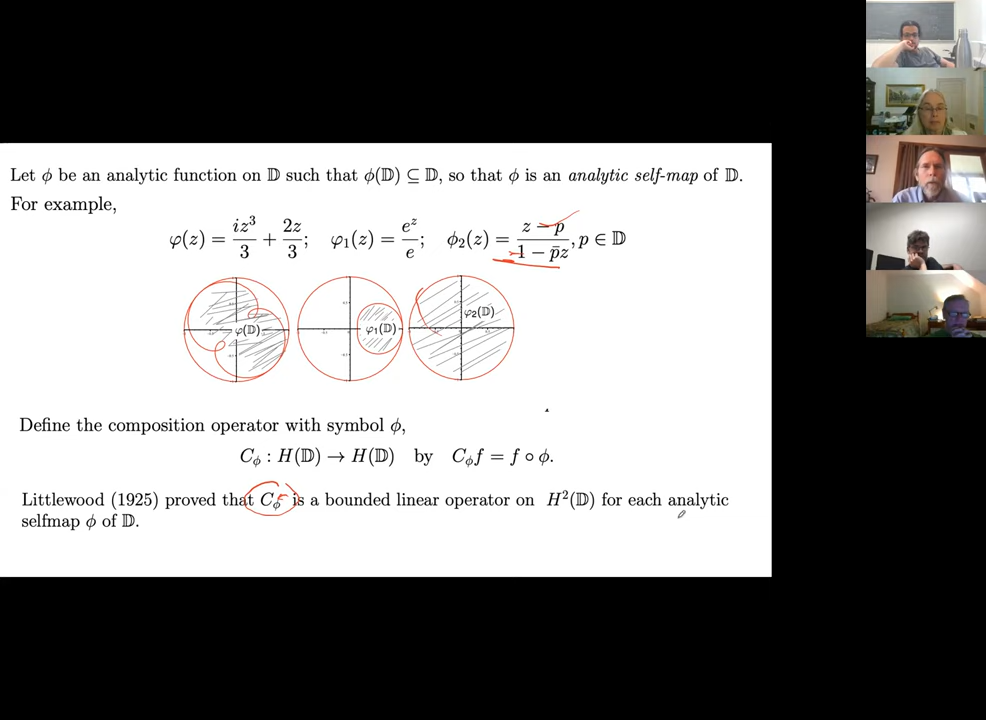 Let ϕ be an analytic function on 𝔻 such that ϕ(𝔻) ⊆ 𝔻, so that ϕ is an analytic self-map of 𝔻.
For example,
φ(z) = iz³/3 + 2z/3; φ₁(z) = e^z/e; ϕ₂(z) = (z − p)/(1 − p̄z), p ∈ 𝔻
φ(𝔻) φ₁(𝔻) φ₂(𝔻)
Define the composition operator with symbol ϕ,
C_ϕ : H(𝔻) → H(𝔻) by C_ϕ f = f ∘ ϕ.
Littlewood (1925) proved that C_ϕ is a bounded linear operator on H²(𝔻) for each analytic
selfmap ϕ of 𝔻.